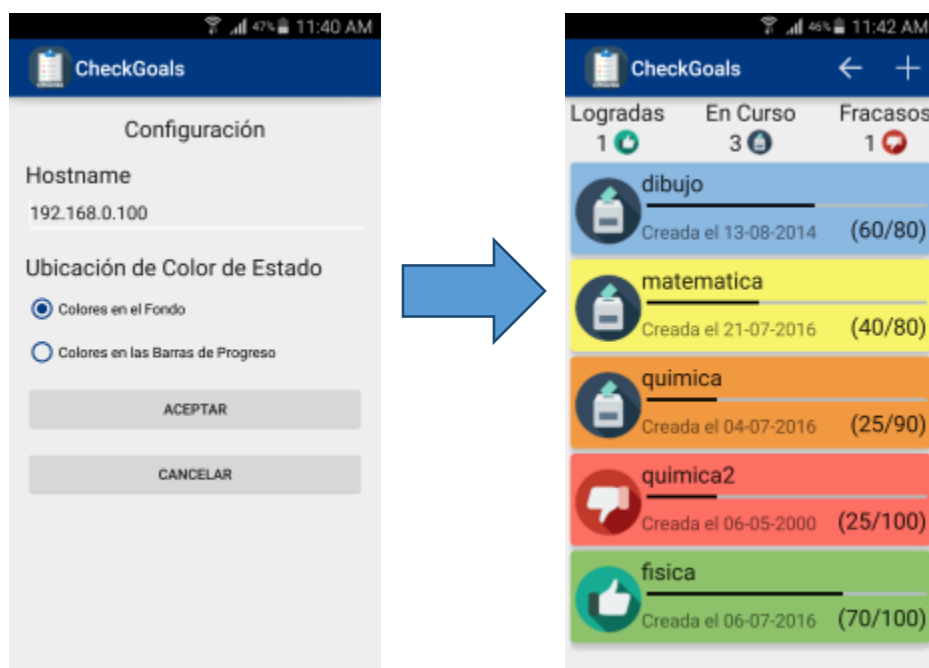 47% 11:40 AM
CheckGoals
Configuración
Hostname
192.168.0.100
Ubicación de Color de Estado
Colores en el Fondo
Colores en las Barras de Progreso
ACEPTAR
CANCELAR
46% 11:42 AM
CheckGoals
Logradas En Curso Fracasos
1 3 1
dibujo
Creada el 13-08-2014 (60/80)
matematica
Creada el 21-07-2016 (40/80)
quimica
Creada el 04-07-2016 (25/90)
quimica2
Creada el 06-05-2000 (25/100)
fisica
Creada el 06-07-2016 (70/100)